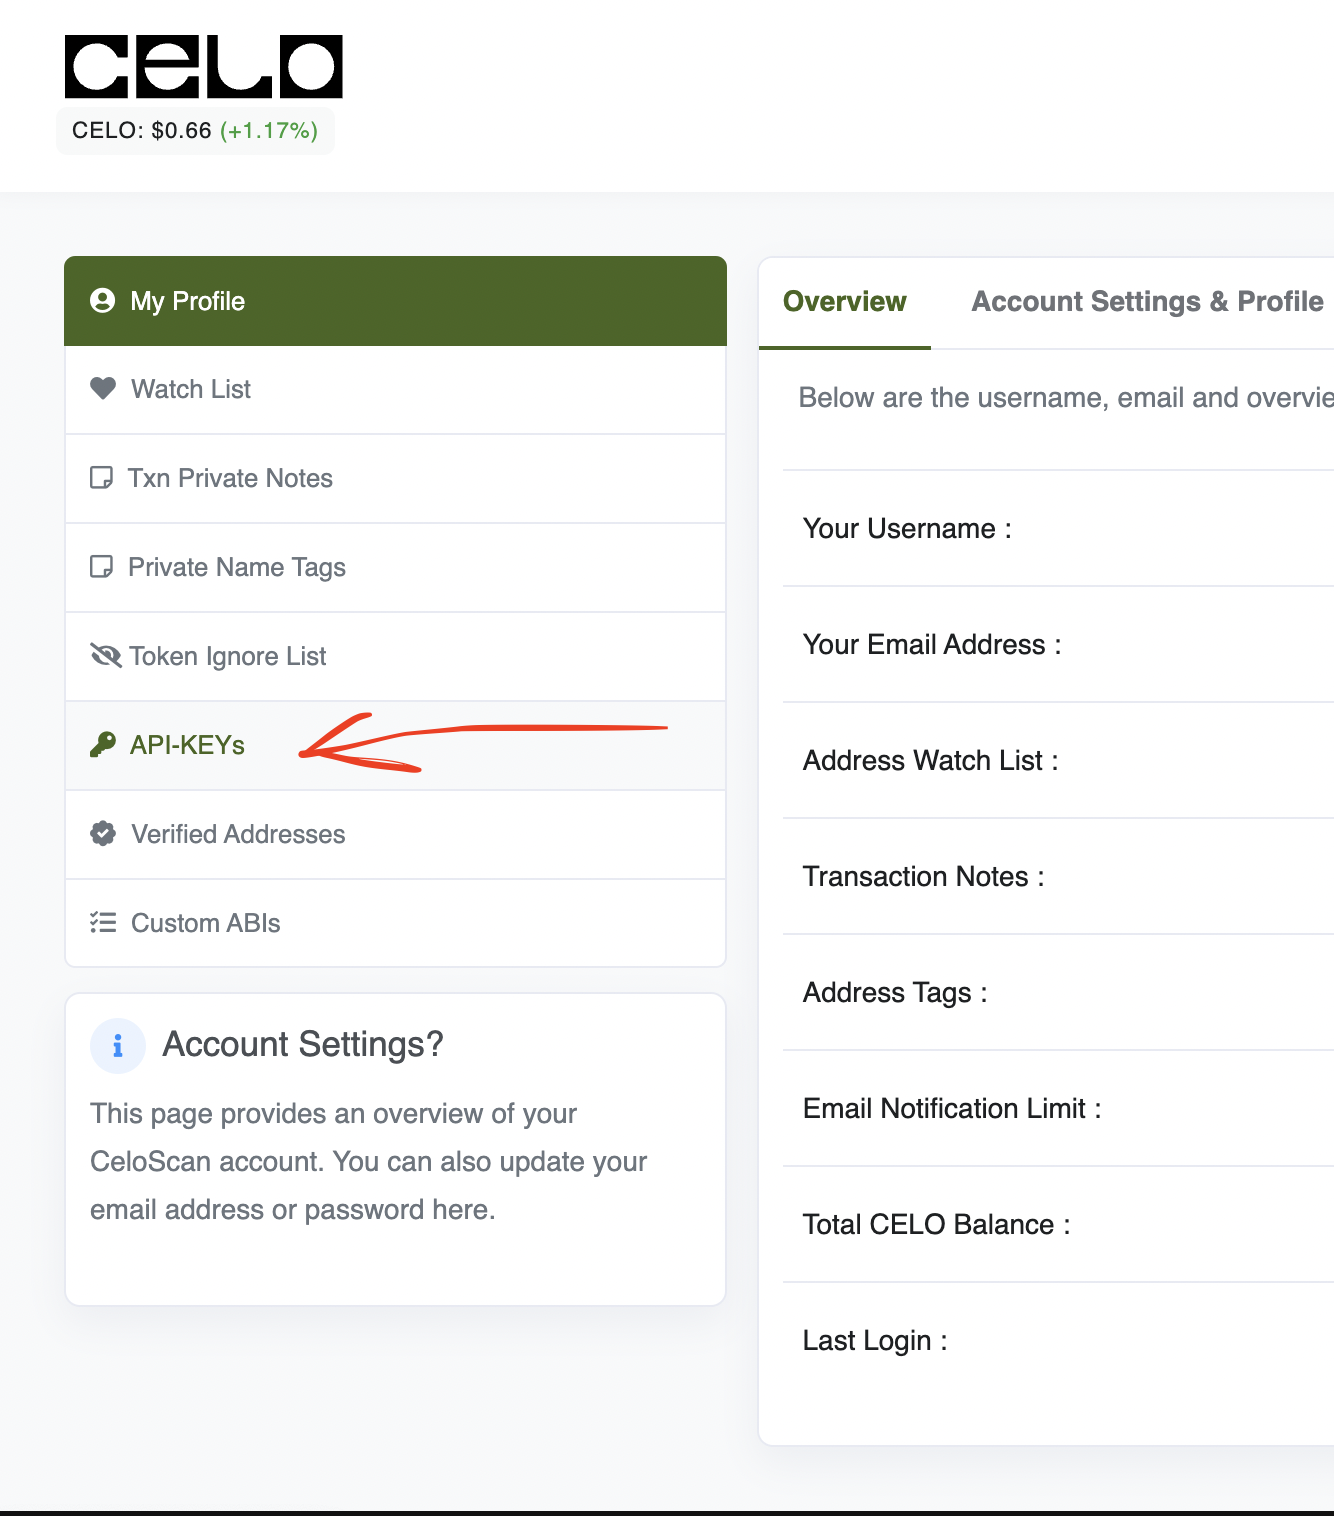 CELO
CELO: $0.66 (+1.17%)
My Profile
Watch List
Txn Private Notes
Private Name Tags
Token Ignore List
API-KEYs
Verified Addresses
Custom ABIs
Account Settings?
This page provides an overview of your
CeloScan account. You can also update your
email address or password here.
Overview
Account Settings & Profile
Below are the username, email and overvie
Your Username :
Your Email Address :
Address Watch List :
Transaction Notes :
Address Tags :
Email Notification Limit :
Total CELO Balance :
Last Login :